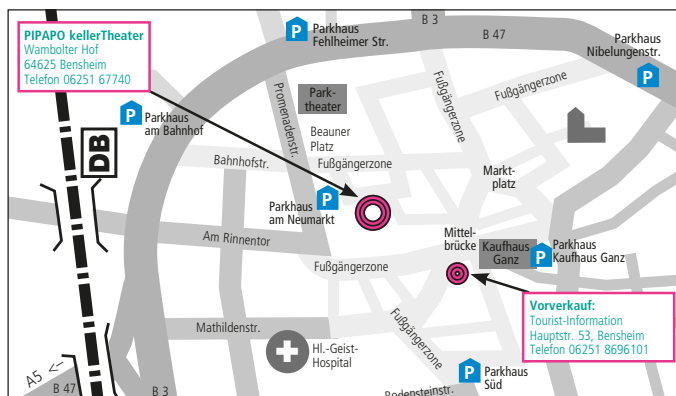 PIPAPO kellerTheater
Wambolter Hof
64625 Bensheim
Telefon 06251 67740
Parkhaus
Fehlheimer Str.
B 3
B 47
Parkhaus
Nibelungenstr.
P
P
P
Parkhaus
am Bahnhof
DB
Promenadenstr.
Park-
theater
Beauner
Platz
Fußgängerzone
Fußgängerzone
Bahnhofstr.
Fußgängerzone
Markt-
platz
P
Parkhaus
am Neumarkt
Am Rinnentor
Mittel-
brücke
Kaufhaus
Ganz
P
Parkhaus
Kaufhaus Ganz
Fußgängerzone
Vorverkauf:
Tourist-Information
Hauptstr. 53, Bensheim
Telefon 06251 8696101
Mathildenstr.
Fußgängerzone
Hl.-Geist-
Hospital
P
Parkhaus
Süd
A5 <-
B 47
B 3
Rodensteinstr.